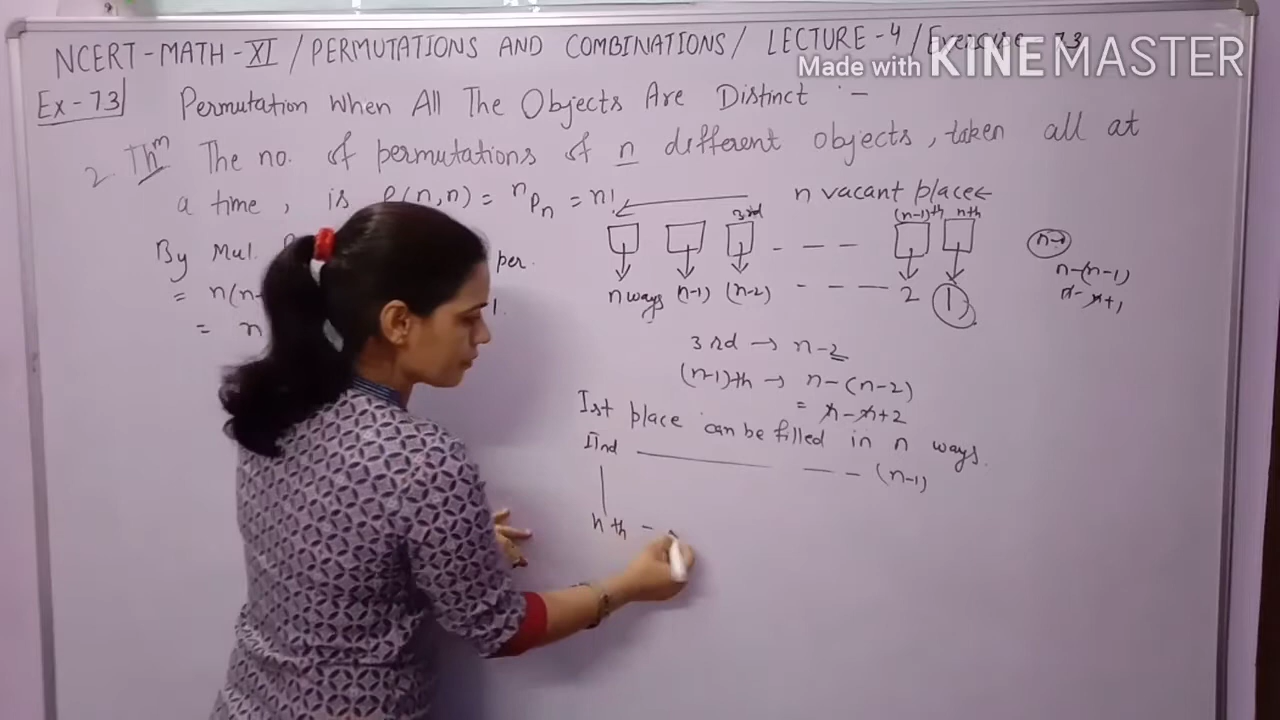 NCERT-MATH-XI / PERMUTATIONS AND COMBINATIONS / LECTURE-4 / Exercise 7.3
Made with KINEMASTER
Ex-7.3 Permutation When All The Objects Are Distinct :-
2. Thm The no. of permutations of n different objects, taken all at
a time, is P(n,n) = nPn = n!
n vacant place
3rd (n-1)th nth
n ways (n-1) (n-2) - - - 2 1
n-(n-1)
n-n+1
By Mul. per.
= n(n- 1.
= n
3rd → n-2
(n-1)th → n-(n-2)
= n-n+2
Ist place can be filled in n ways.
IInd (n-1)
nth -